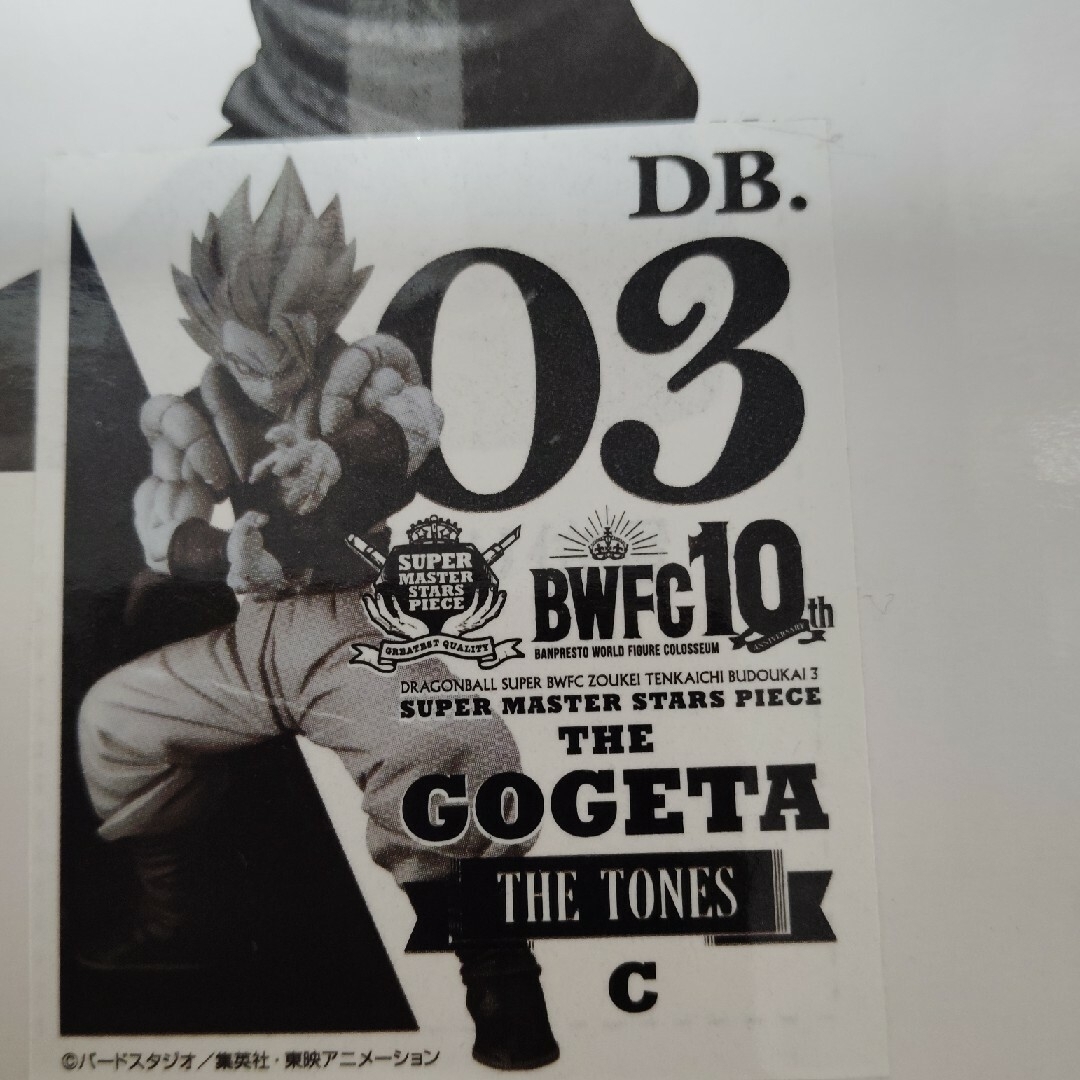 DB.
03
SUPER
MASTER
STARS
PIECE
GREATEST QUALITY
BWFC 10th
ANNIVERSARY
BANPRESTO WORLD FIGURE COLOSSEUM
DRAGONBALL SUPER BWFC ZOUKEI TENKAICHI BUDOUKAI 3
SUPER MASTER STARS PIECE
THE
GOGETA
THE TONES
C
©バードスタジオ／集英社・東映アニメーション